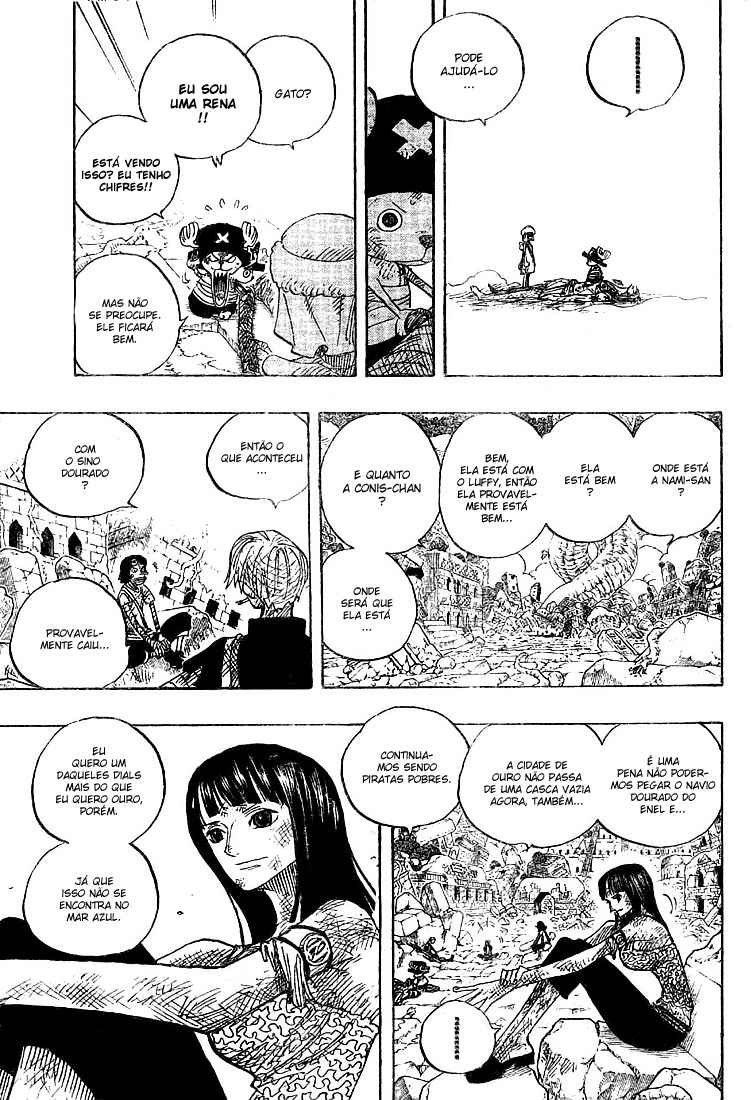 PODE
AJUDÁ-LO
...
GATO?
EU SOU
UMA RENA
!!
ESTÁ VENDO
ISSO? EU TENHO
CHIFRES!!
MAS NÃO
SE PREOCUPE.
ELE FICARÁ
BEM.
ONDE ESTÁ
A NAMI-SAN
?
ELA
ESTÁ BEM
?
BEM,
ELA ESTÁ COM
O LUFFY, ENTÃO
ELA PROVAVEL-
MENTE ESTÁ
BEM...
E QUANTO
A CONIS-CHAN
?
ONDE
SERÁ QUE
ELA ESTÁ
...
ENTÃO O
QUE ACONTECEU
...
COM
O SINO
DOURADO
?
PROVAVEL-
MENTE CAIU...
É UMA
PENA NÃO PODER-
MOS PEGAR O NAVIO
DOURADO DO
ENEL E...
A CIDADE DE
OURO NÃO PASSA
DE UMA CASCA VAZIA
AGORA, TAMBÉM...
CONTINUA-
MOS SENDO
PIRATAS POBRES.
EU
QUERO UM
DAQUELES DIALS
MAIS DO QUE
EU QUERO OURO,
PORÉM.
JÁ QUE
ISSO NÃO SE
ENCONTRA NO
MAR AZUL.